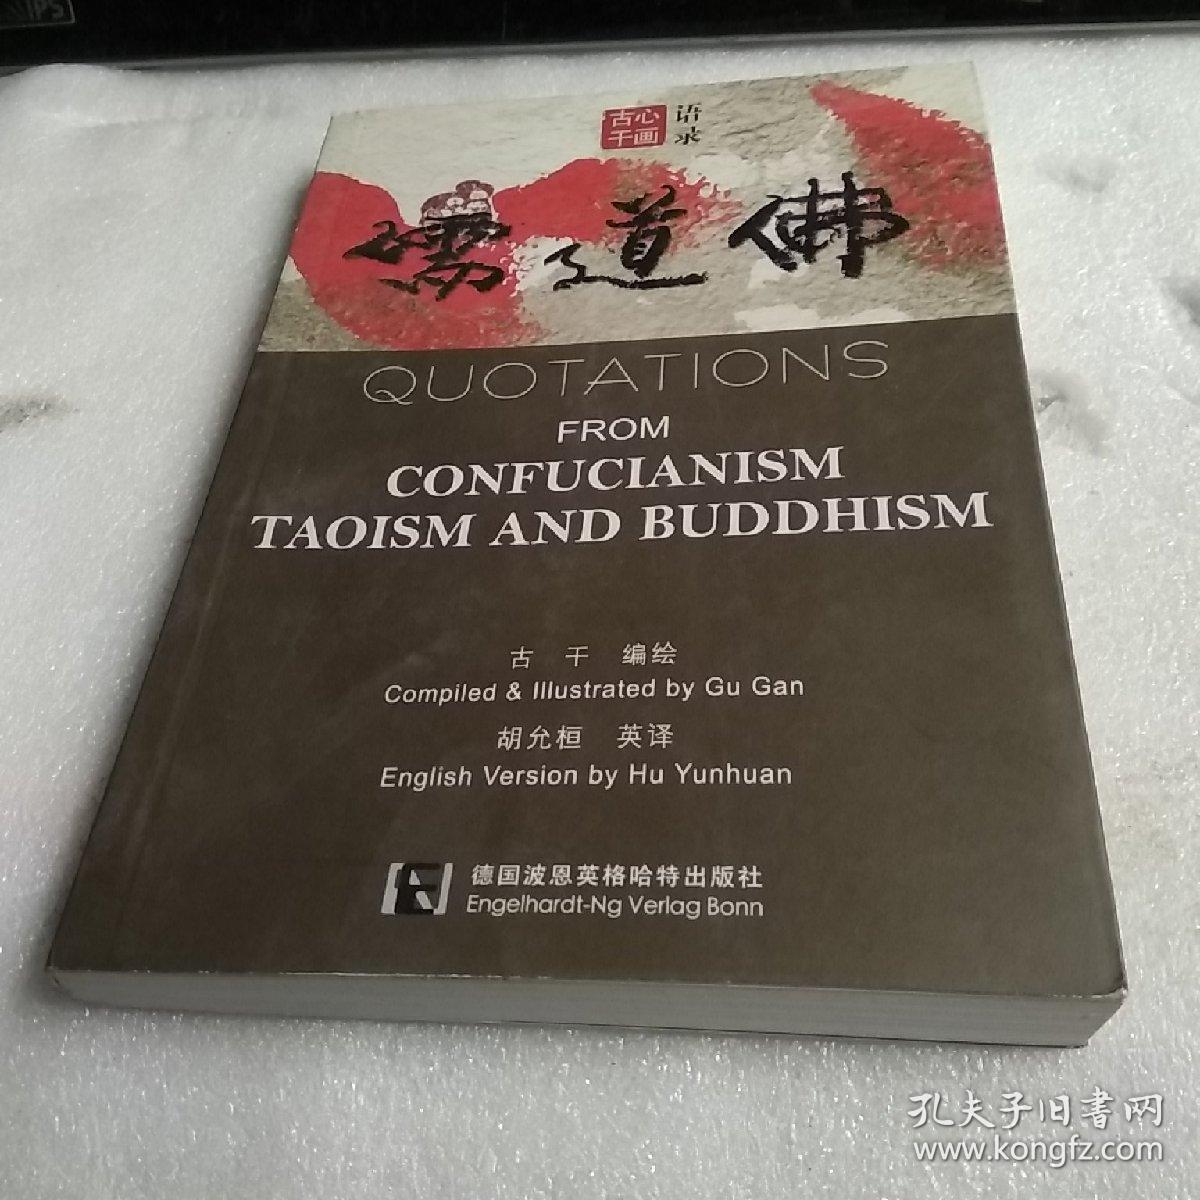 古心
干画
语
录
儒道佛
QUOTATIONS
FROM
CONFUCIANISM
TAOISM AND BUDDHISM
古 干 编绘
Compiled & Illustrated by Gu Gan
胡允桓 英译
English Version by Hu Yunhuan
德国波恩英格哈特出版社
Engelhardt-Ng Verlag Bonn
孔夫子旧书网
www.kongfz.com